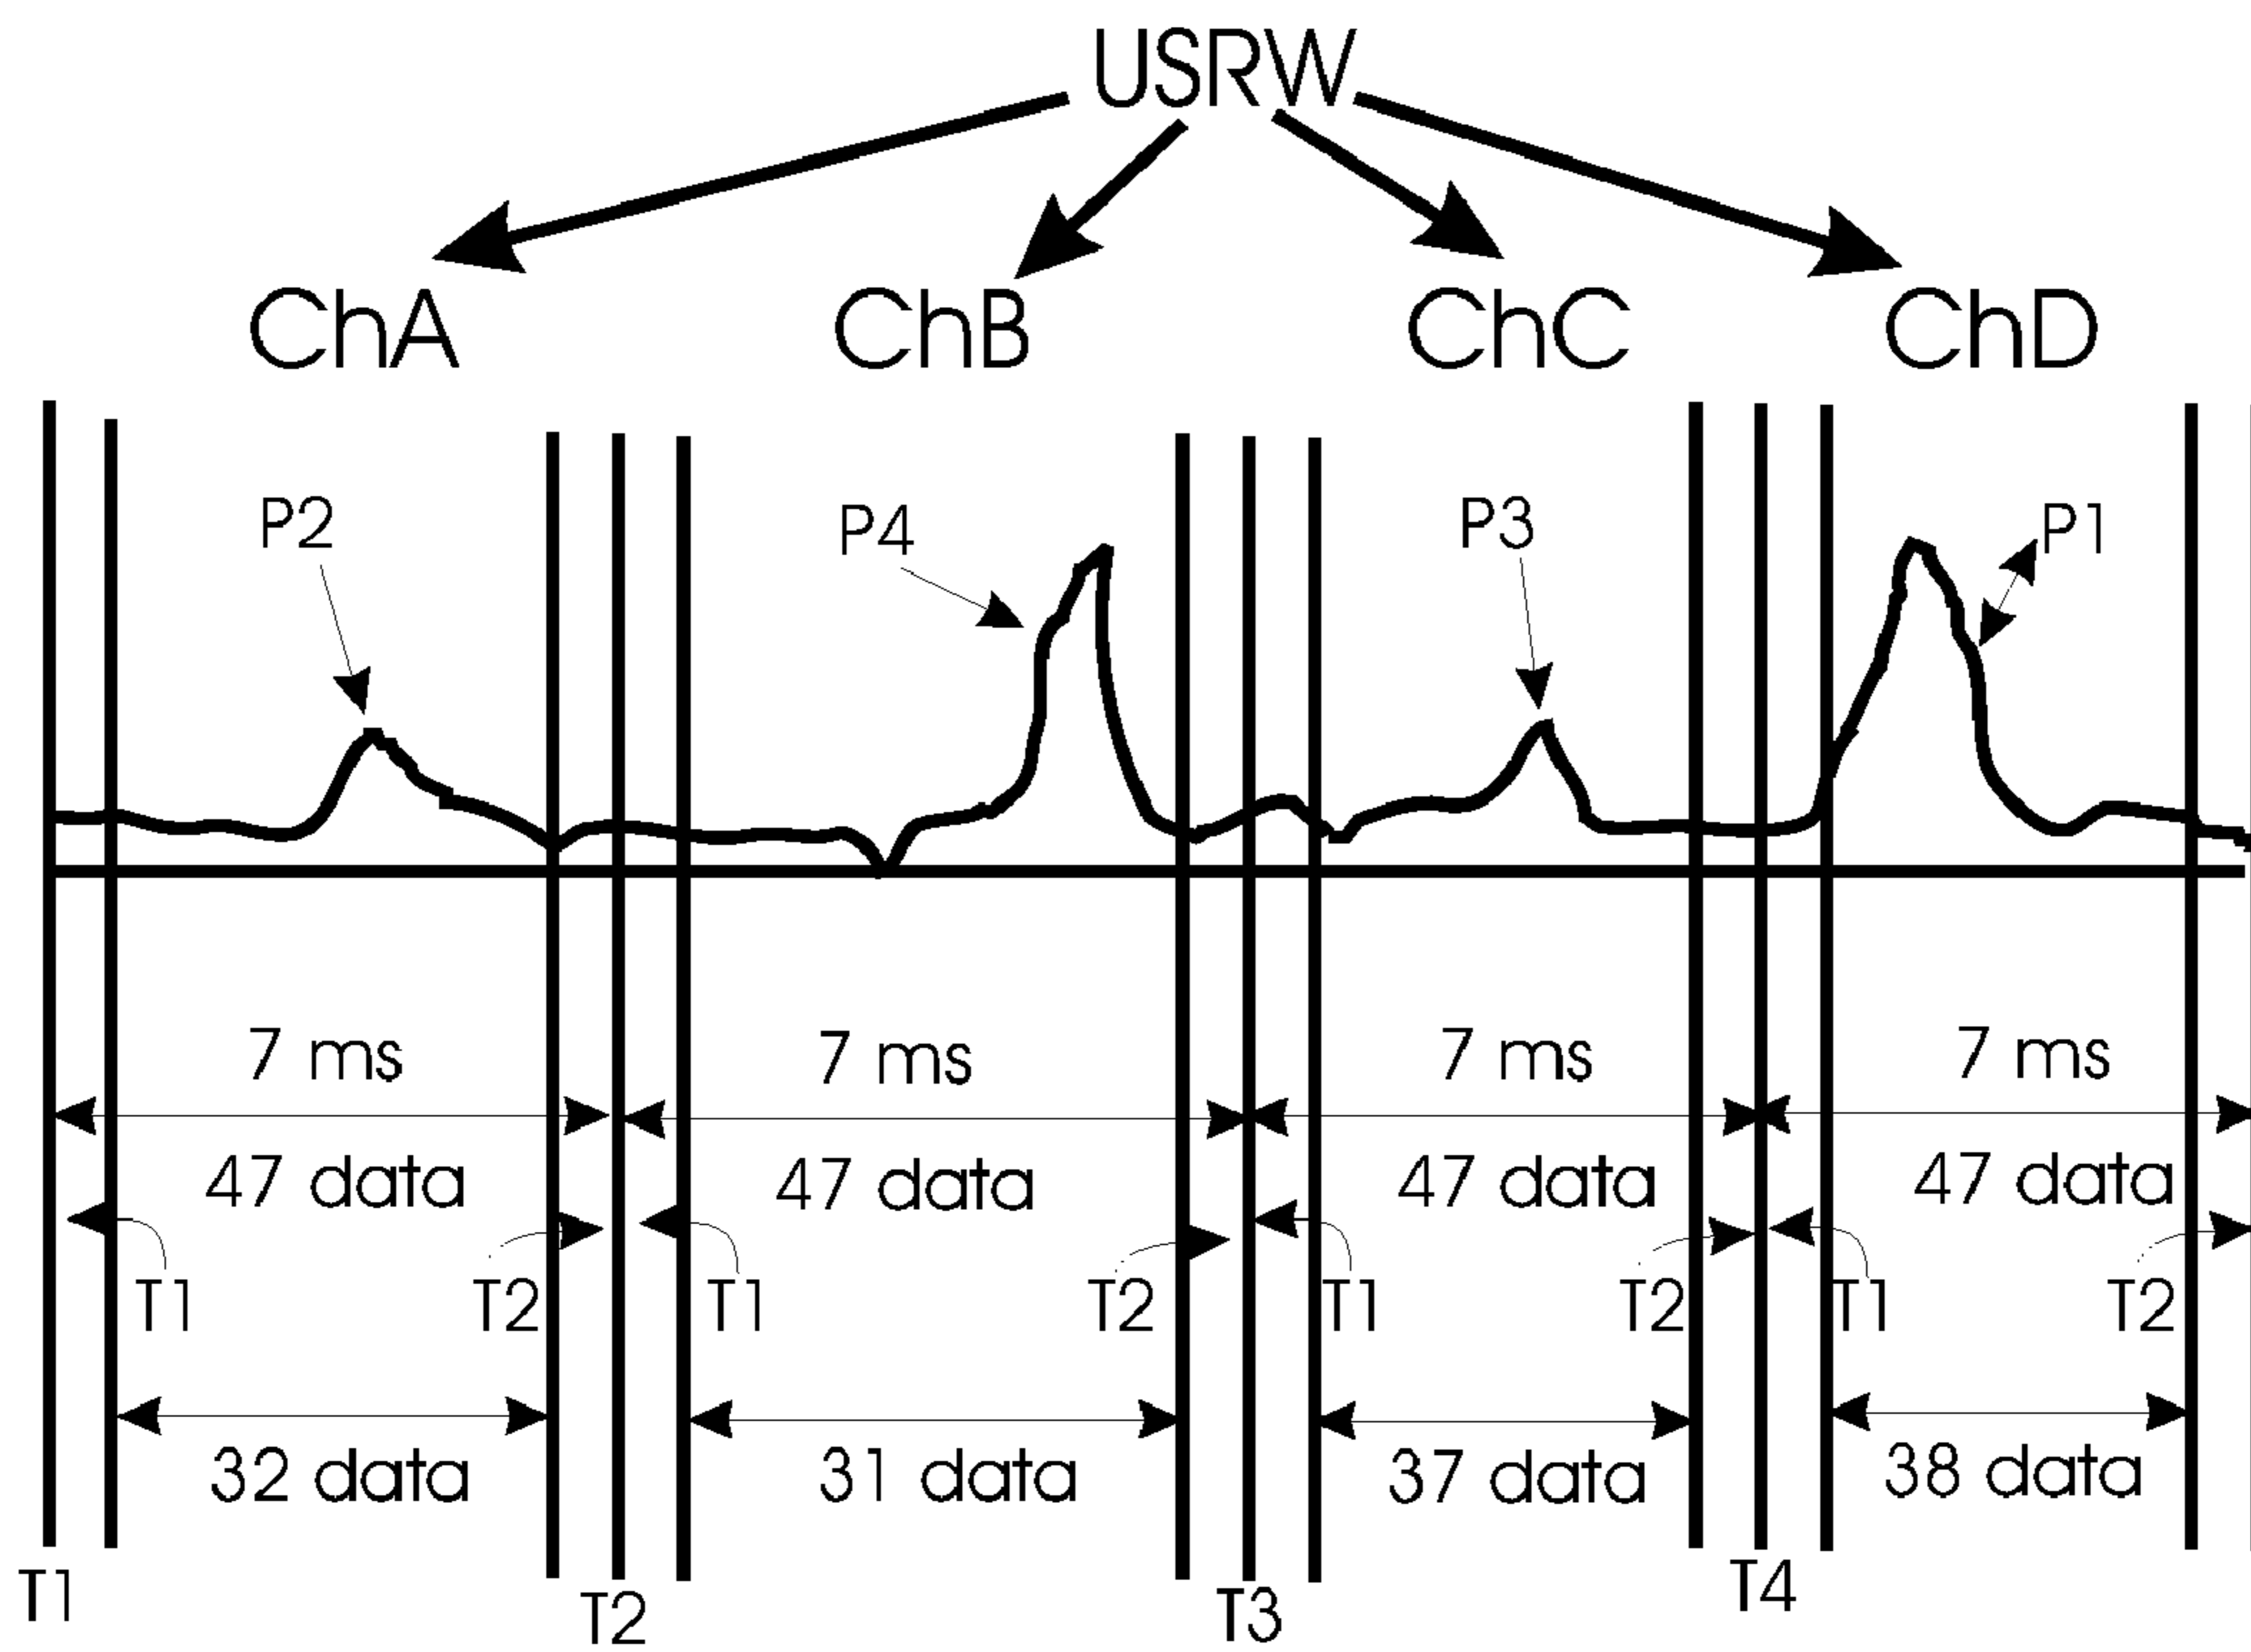 USRW
ChA ChB ChC ChD
P2 P4 P3 P1
7 ms 7 ms 7 ms 7 ms
47 data 47 data 47 data 47 data
T1 T2 T1 T2 T1 T2 T1 T2
32 data 31 data 37 data 38 data
T1 T2 T3 T4